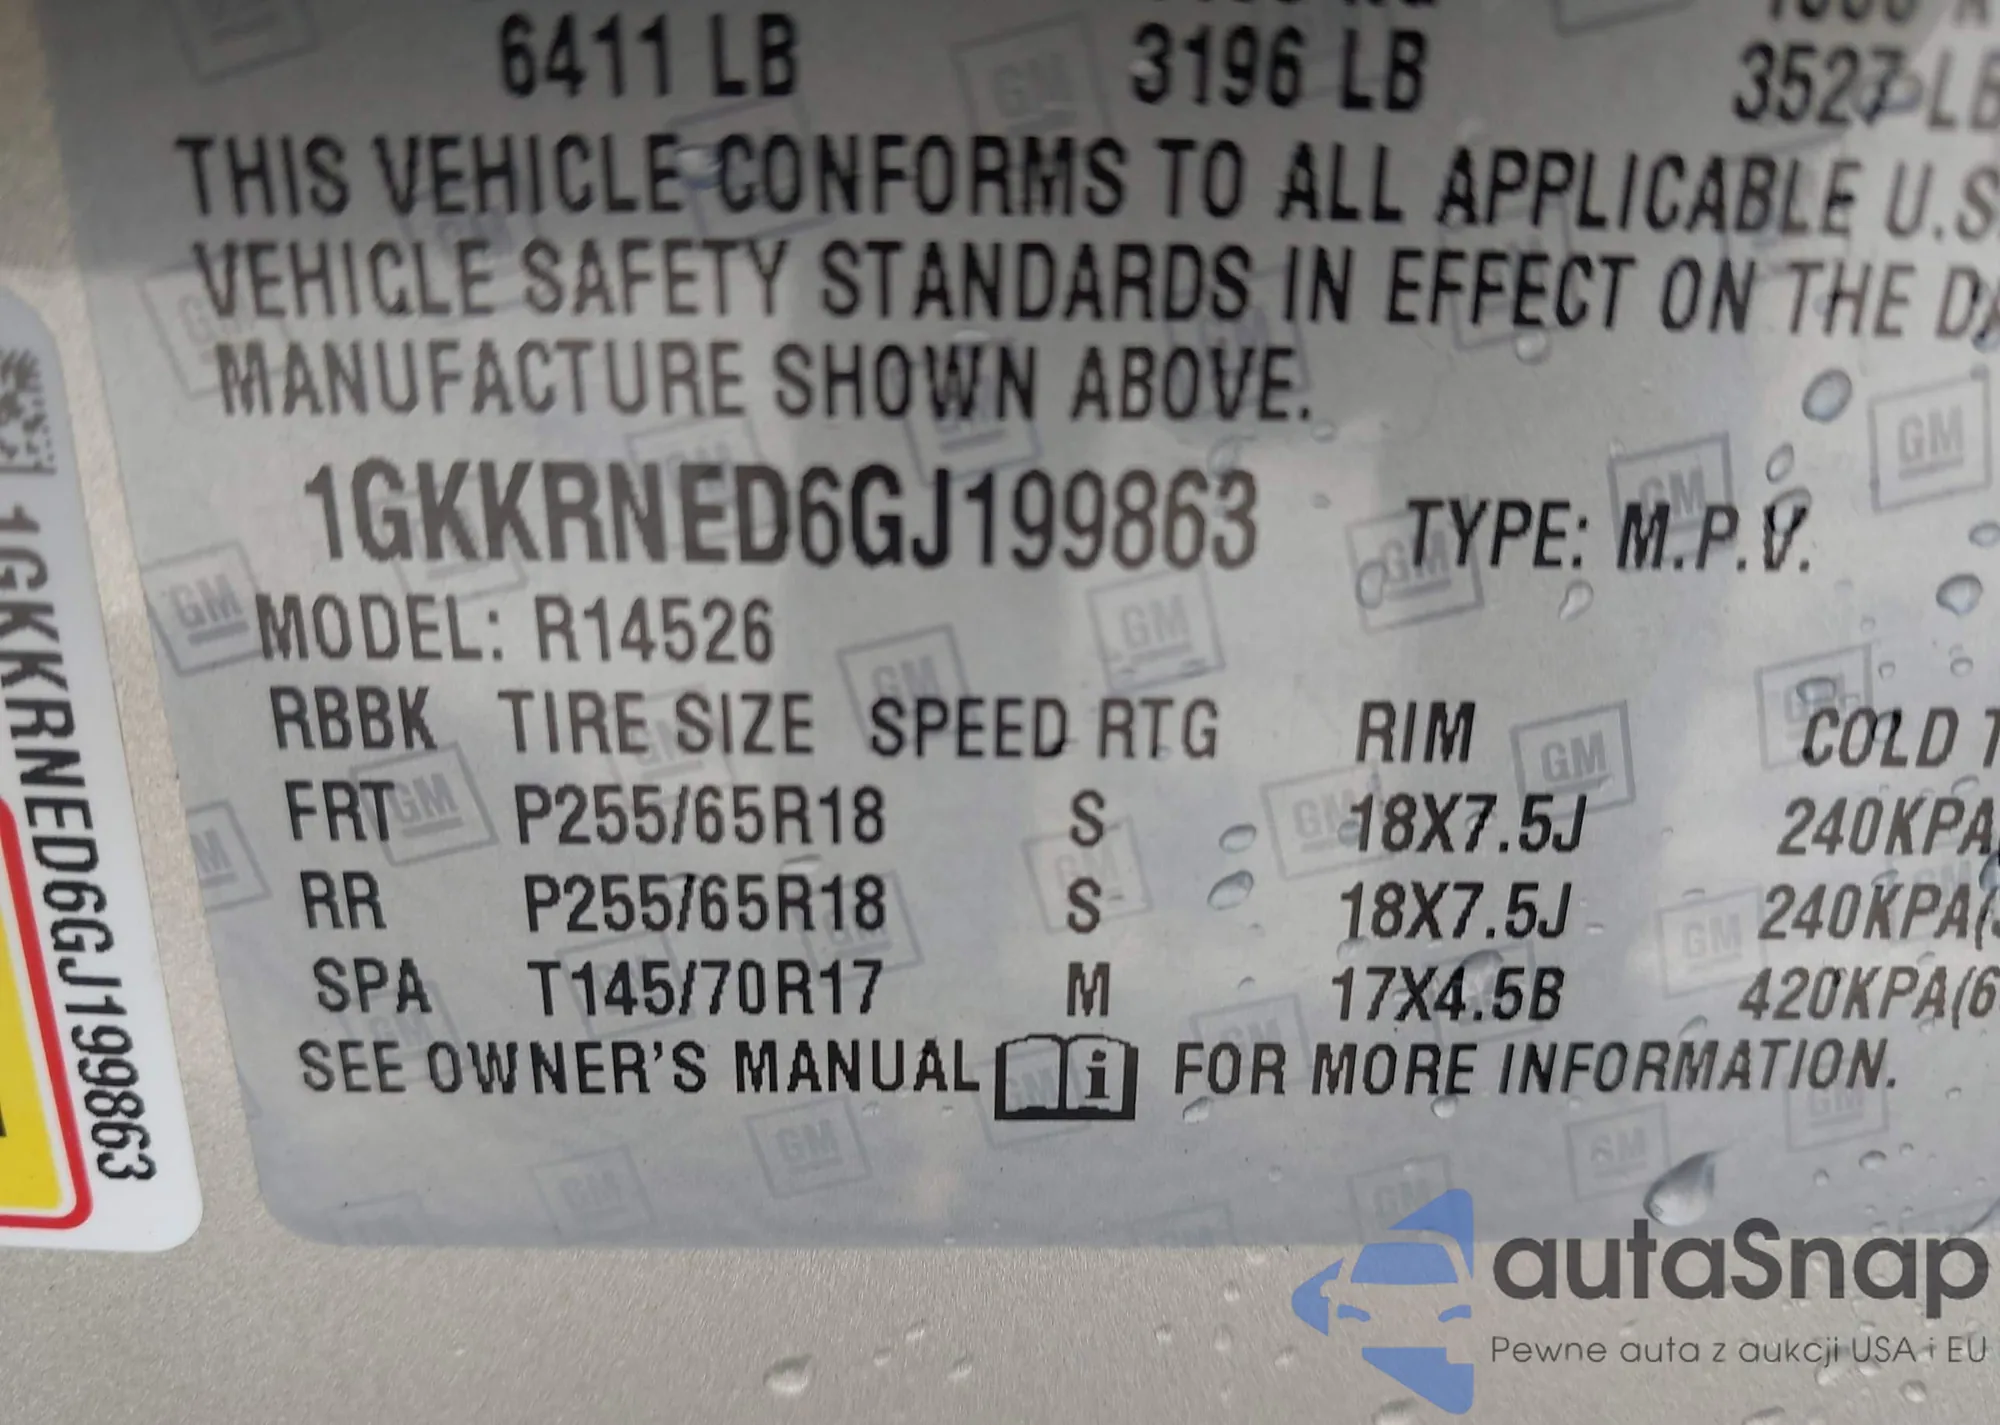 6411 LB 3196 LB 3527 LB
THIS VEHICLE CONFORMS TO ALL APPLICABLE U.S.
VEHICLE SAFETY STANDARDS IN EFFECT ON THE DA
MANUFACTURE SHOWN ABOVE.
1GKKRNED6GJ199863 TYPE: M.P.V.
MODEL: R14526
RBBK TIRE SIZE SPEED RTG RIM COLD T
FRT P255/65R18 S 18X7.5J 240KPA
RR P255/65R18 S 18X7.5J 240KPA(
SPA T145/70R17 M 17X4.5B 420KPA(6
SEE OWNER'S MANUAL i FOR MORE INFORMATION.
1GKKRNED6GJ199863
GM
autaSnap
Pewne auta z aukcji USA i EU